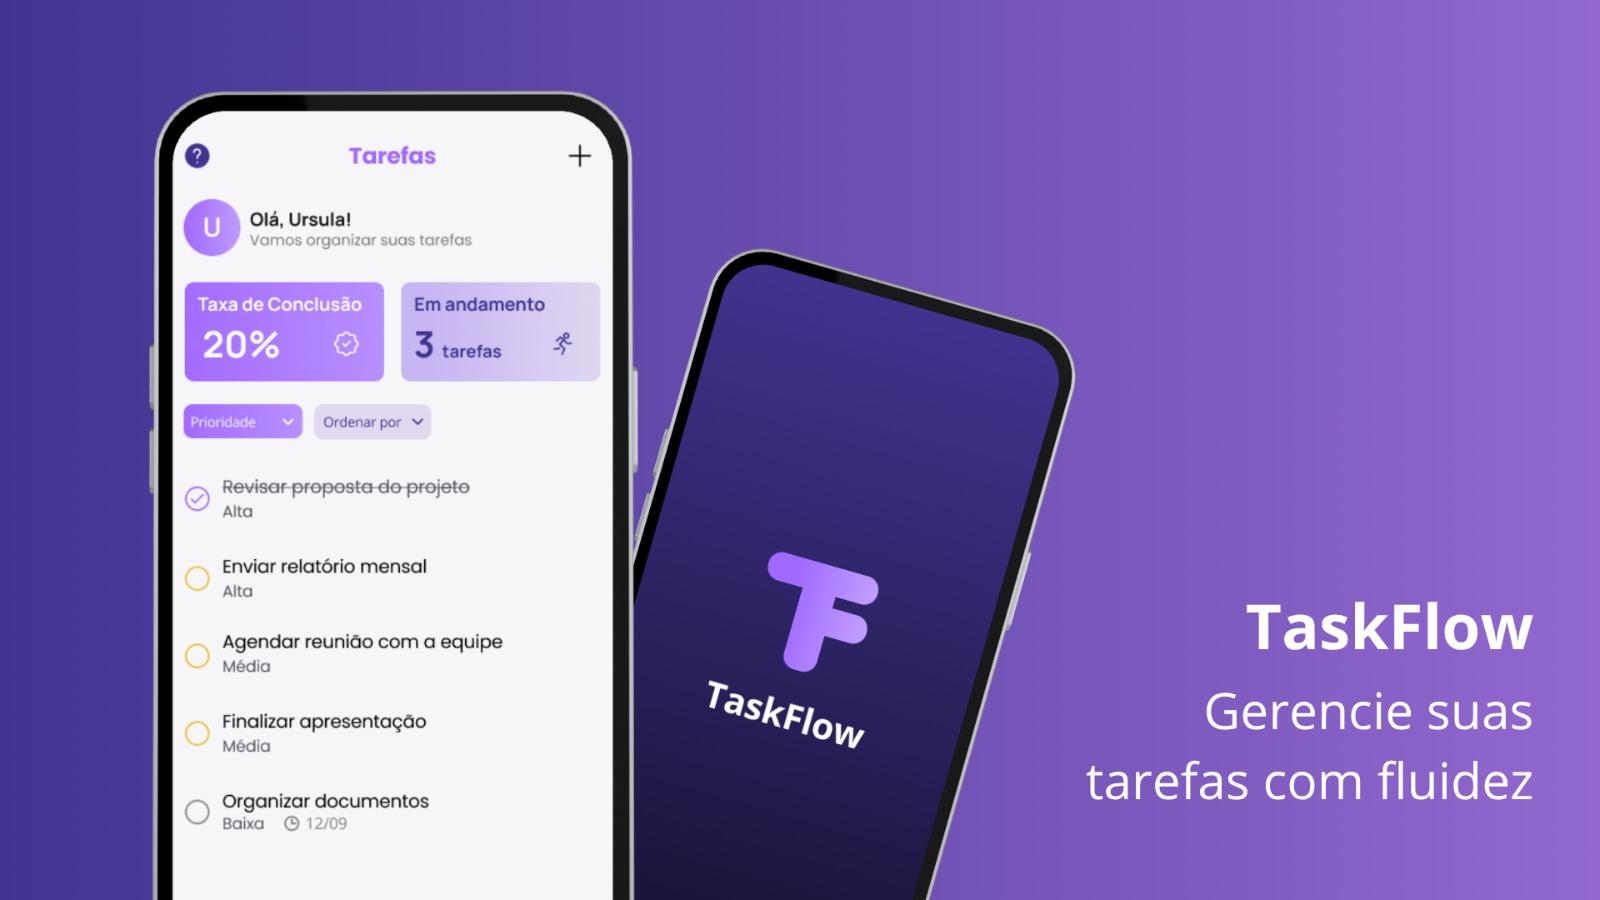 ?
Tarefas
U
Olá, Ursula!
Vamos organizar suas tarefas
Taxa de Conclusão
20%
Em andamento
3 tarefas
Prioridade
Ordenar por
Revisar proposta do projeto
Alta
Enviar relatório mensal
Alta
Agendar reunião com a equipe
Média
Finalizar apresentação
Média
Organizar documentos
Baixa 12/09
TF
TaskFlow
TaskFlow
Gerencie suas
tarefas com fluidez